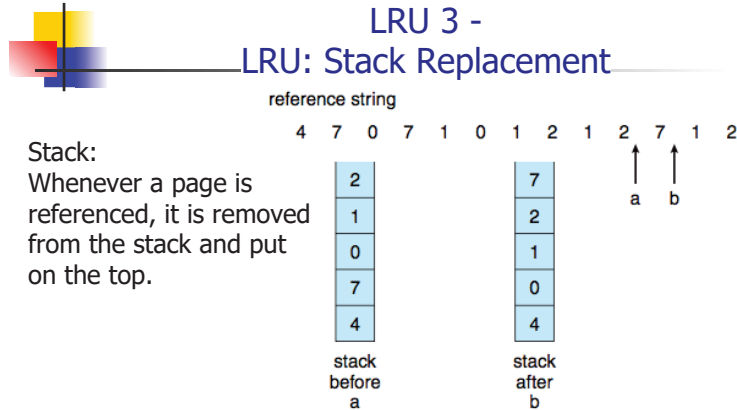 LRU 3 -
LRU: Stack Replacement
reference string
4 7 0 7 1 0 1 2 1 2 7 1 2
Stack:
Whenever a page is
referenced, it is removed
from the stack and put
on the top.
2
1
0
7
4
stack
before
a
7
2
1
0
4
stack
after
b
a b